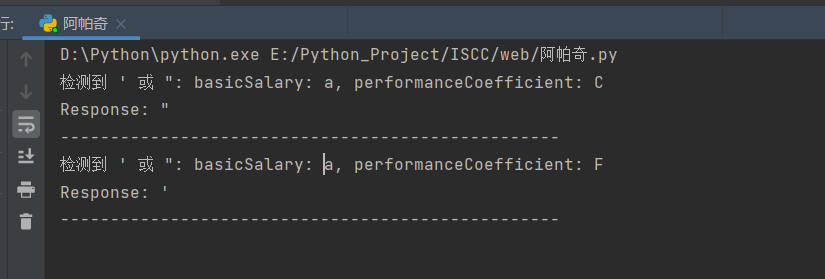 行: 阿帕奇 ×
D:\Python\python.exe E:/Python_Project/ISCC/web/阿帕奇.py
检测到 ' 或 ": basicSalary: a, performanceCoefficient: C
Response: "
--------------------------------------------------
检测到 ' 或 ": basicSalary: a, performanceCoefficient: F
Response: '
--------------------------------------------------